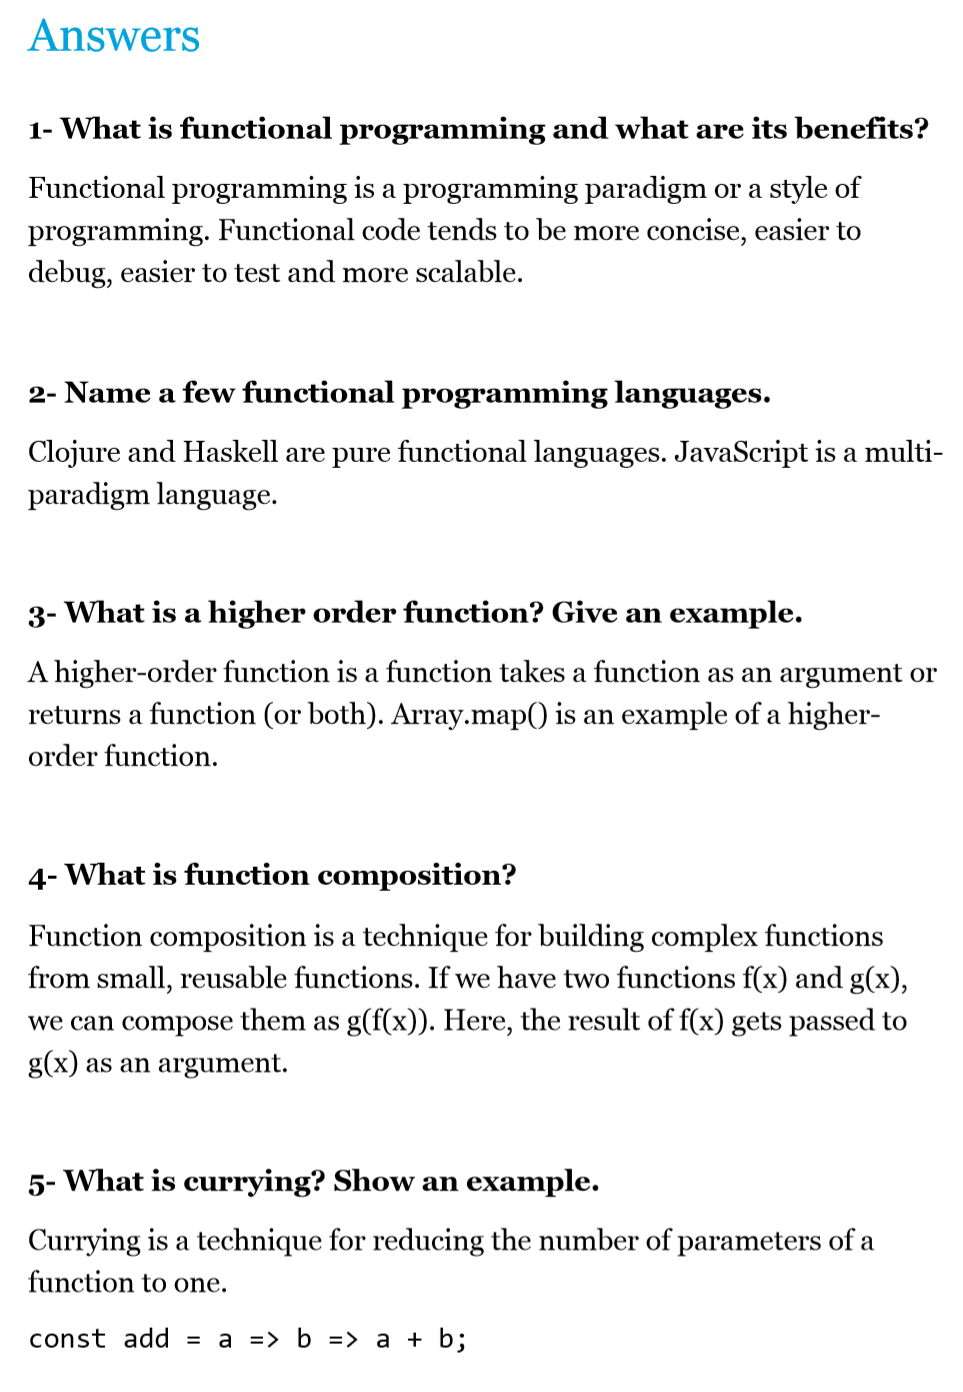 Answers
1- What is functional programming and what are its benefits?
Functional programming is a programming paradigm or a style of
programming. Functional code tends to be more concise, easier to
debug, easier to test and more scalable.
2- Name a few functional programming languages.
Clojure and Haskell are pure functional languages. JavaScript is a multi-
paradigm language.
3- What is a higher order function? Give an example.
A higher-order function is a function takes a function as an argument or
returns a function (or both). Array.map() is an example of a higher-
order function.
4- What is function composition?
Function composition is a technique for building complex functions
from small, reusable functions. If we have two functions f(x) and g(x),
we can compose them as g(f(x)). Here, the result of f(x) gets passed to
g(x) as an argument.
5- What is currying? Show an example.
Currying is a technique for reducing the number of parameters of a
function to one.
const add = a => b => a + b;